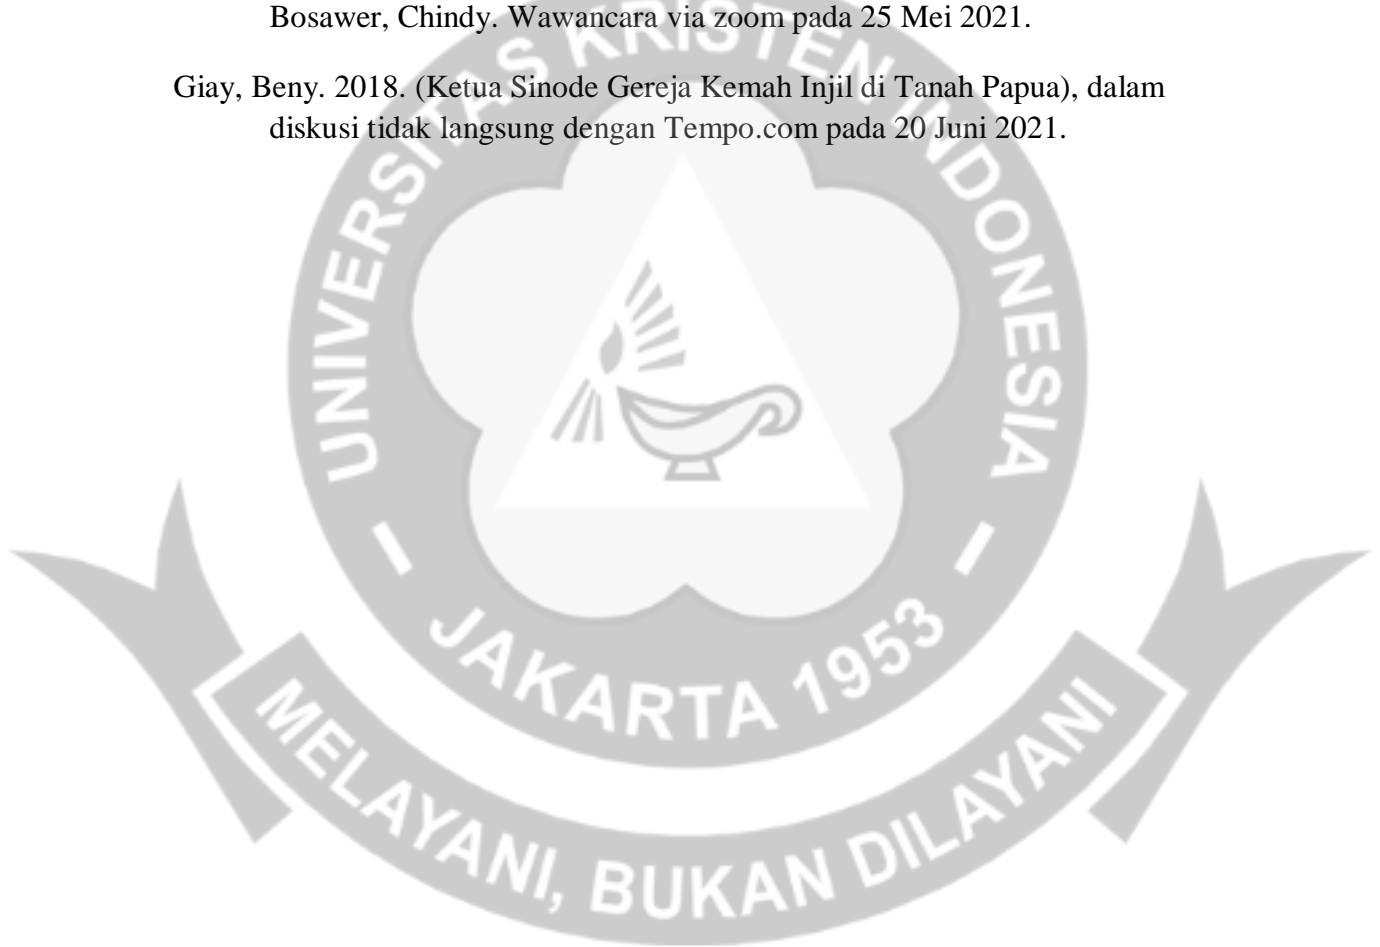 Bosawer, Chindy. Wawancara via zoom pada 25 Mei 2021.
Giay, Beny. 2018. (Ketua Sinode Gereja Kemah Injil di Tanah Papua), dalam
diskusi tidak langsung dengan Tempo.com pada 20 Juni 2021.
UNIVERSITAS KRISTEN INDONESIA
JAKARTA 1953
MELAYANI, BUKAN DILAYANI